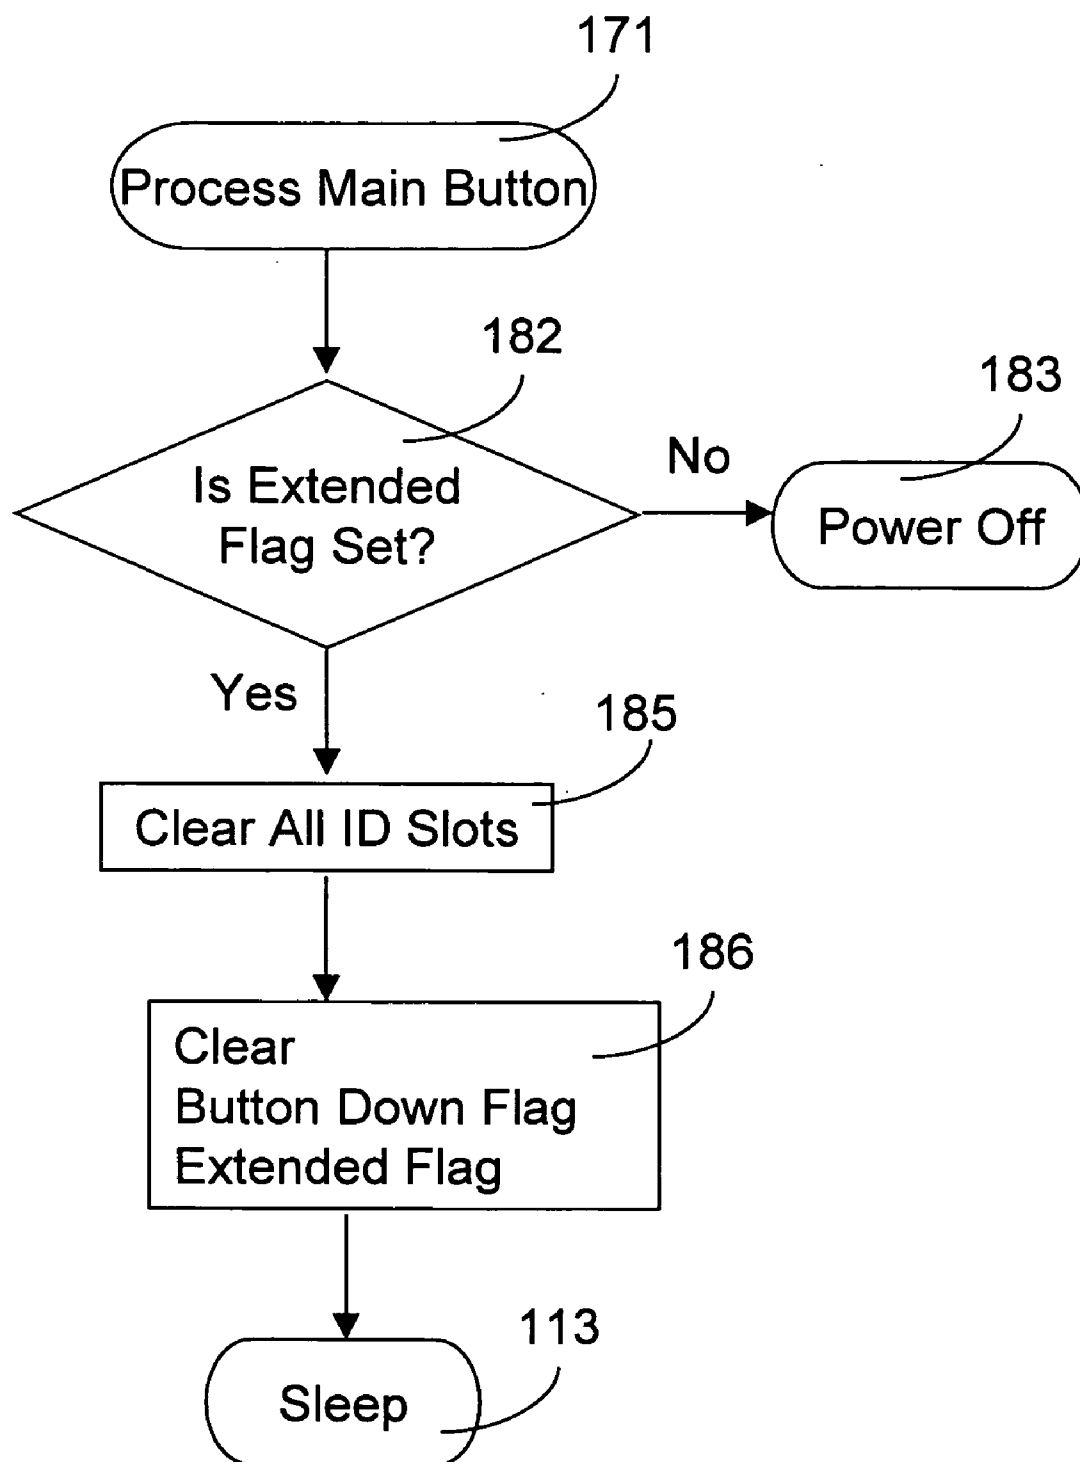 171
Process Main Button
182
Is Extended
Flag Set?
No
183
Power Off
Yes
185
Clear All ID Slots
186
Clear
Button Down Flag
Extended Flag
113
Sleep